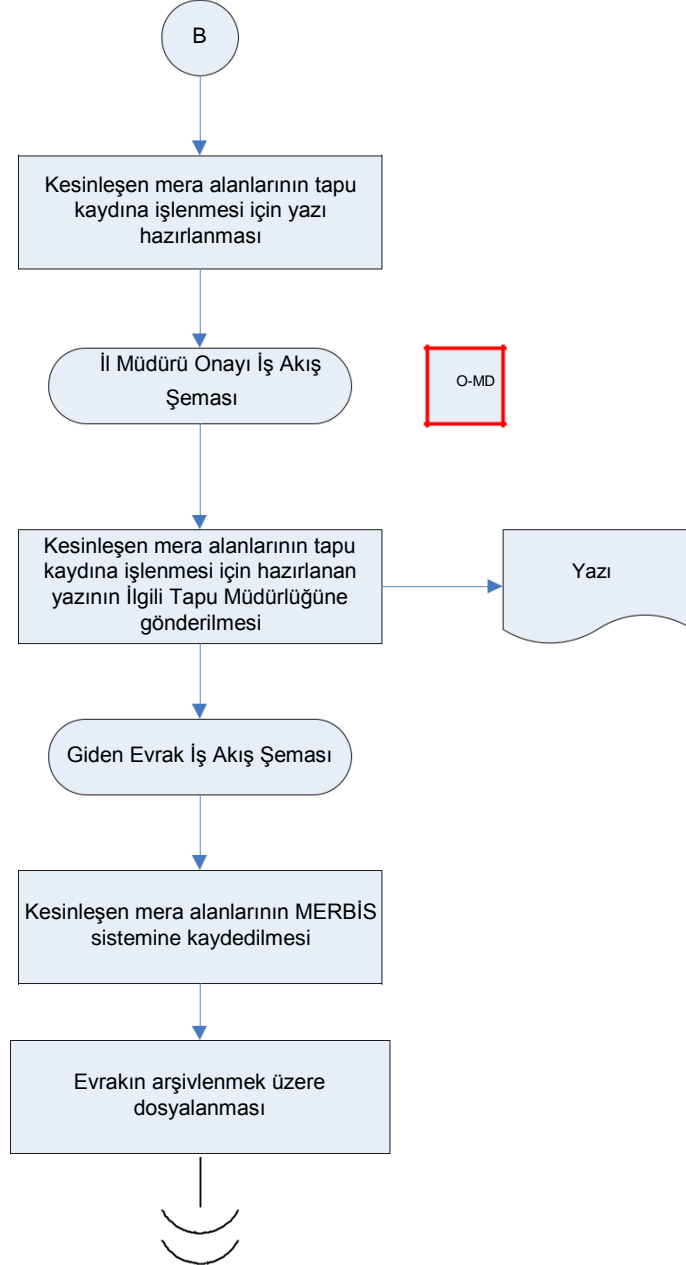 B
Kesinleşen mera alanlarının tapu
kaydına işlenmesi için yazı
hazırlanması
İl Müdürü Onayı İş Akış
Şeması
O-MD
Kesinleşen mera alanlarının tapu
kaydına işlenmesi için hazırlanan
yazının İlgili Tapu Müdürlüğüne
gönderilmesi
Yazı
Giden Evrak İş Akış Şeması
Kesinleşen mera alanlarının MERBİS
sistemine kaydedilmesi
Evrakın arşivlenmek üzere
dosyalanması